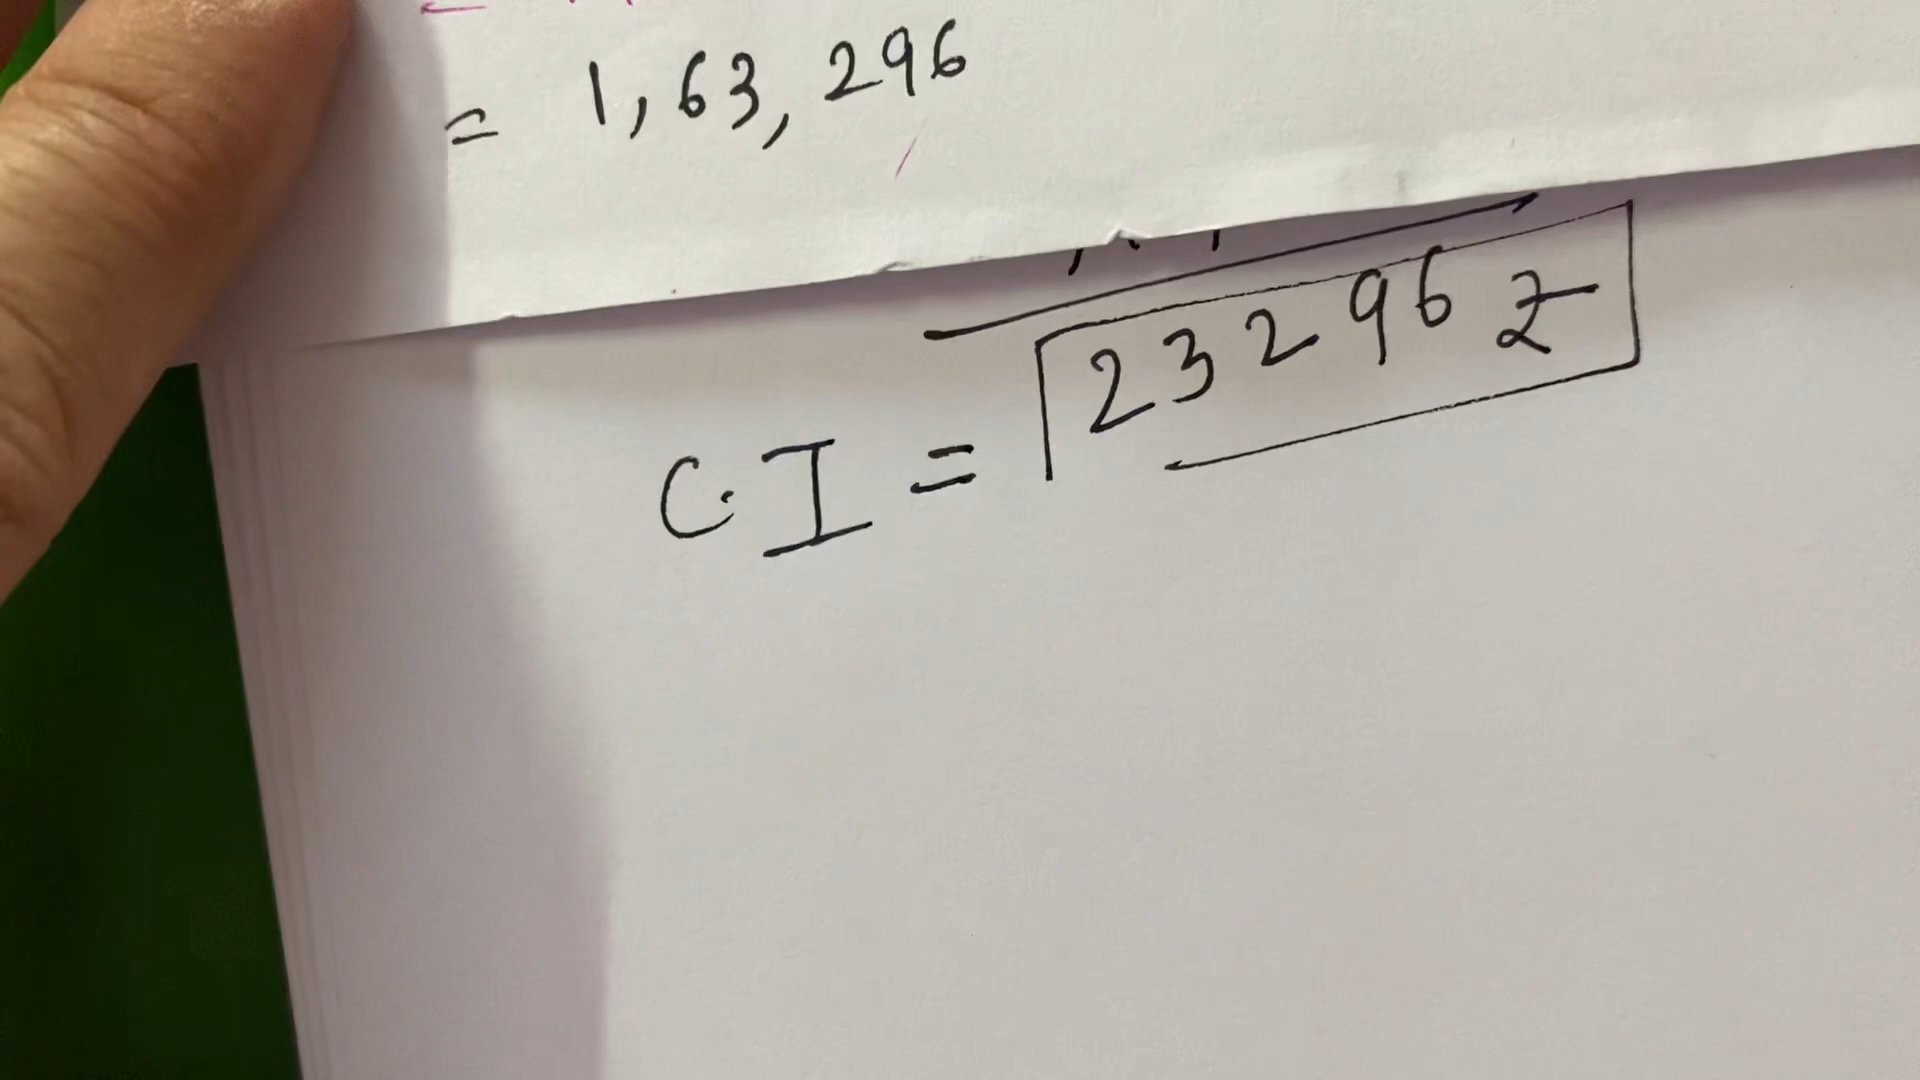 = 1,63,296
C.I = 23296 Z